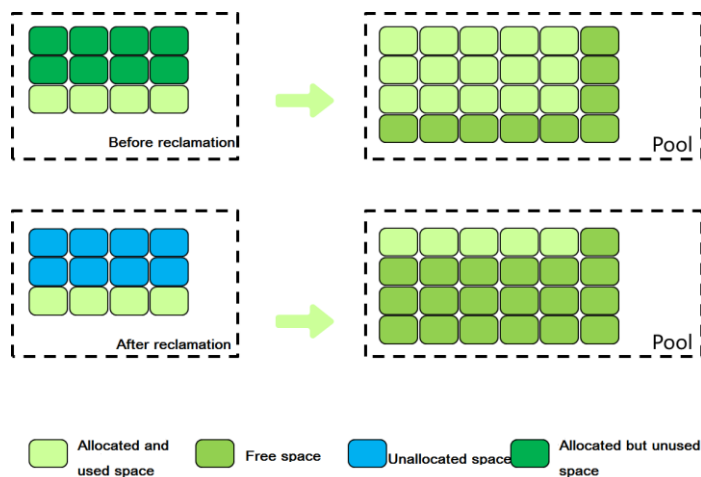 Before reclamation
Pool
After reclamation
Pool
Allocated and
used space
Free space
Unallocated space
Allocated but unused
space